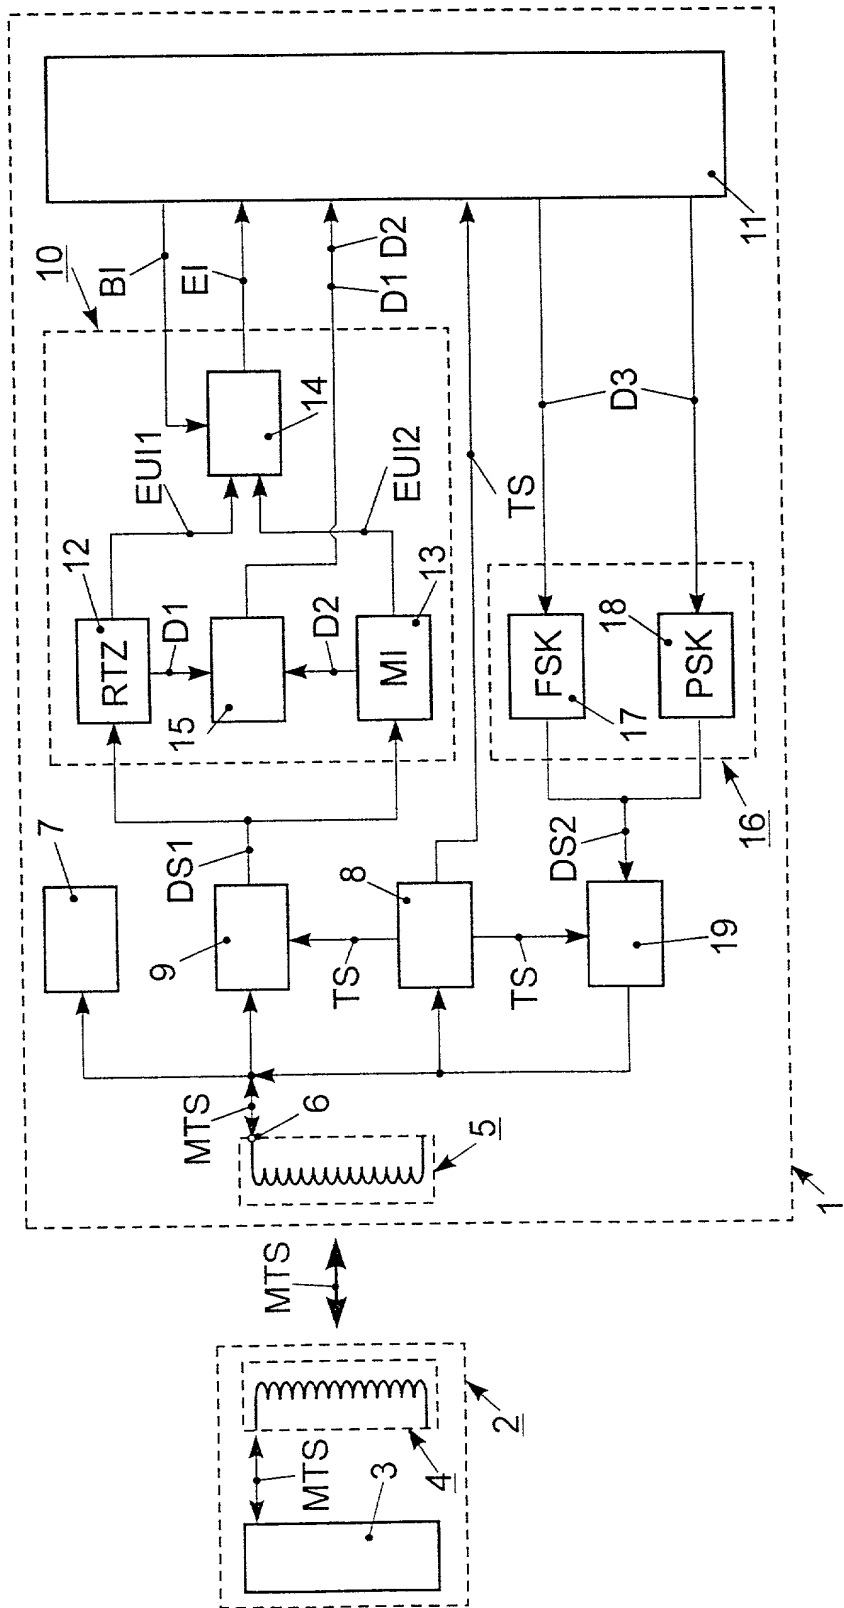 10
BI
EI
D1 D2
11
12
EUI1
14
RTZ
D1
15
D2
EUI2
MI
13
TS
D3
7
DS1
9
8
TS
TS
FSK
17
18
PSK
16
DS2
19
MTS
6
5
1
MTS
MTS
4
2
3